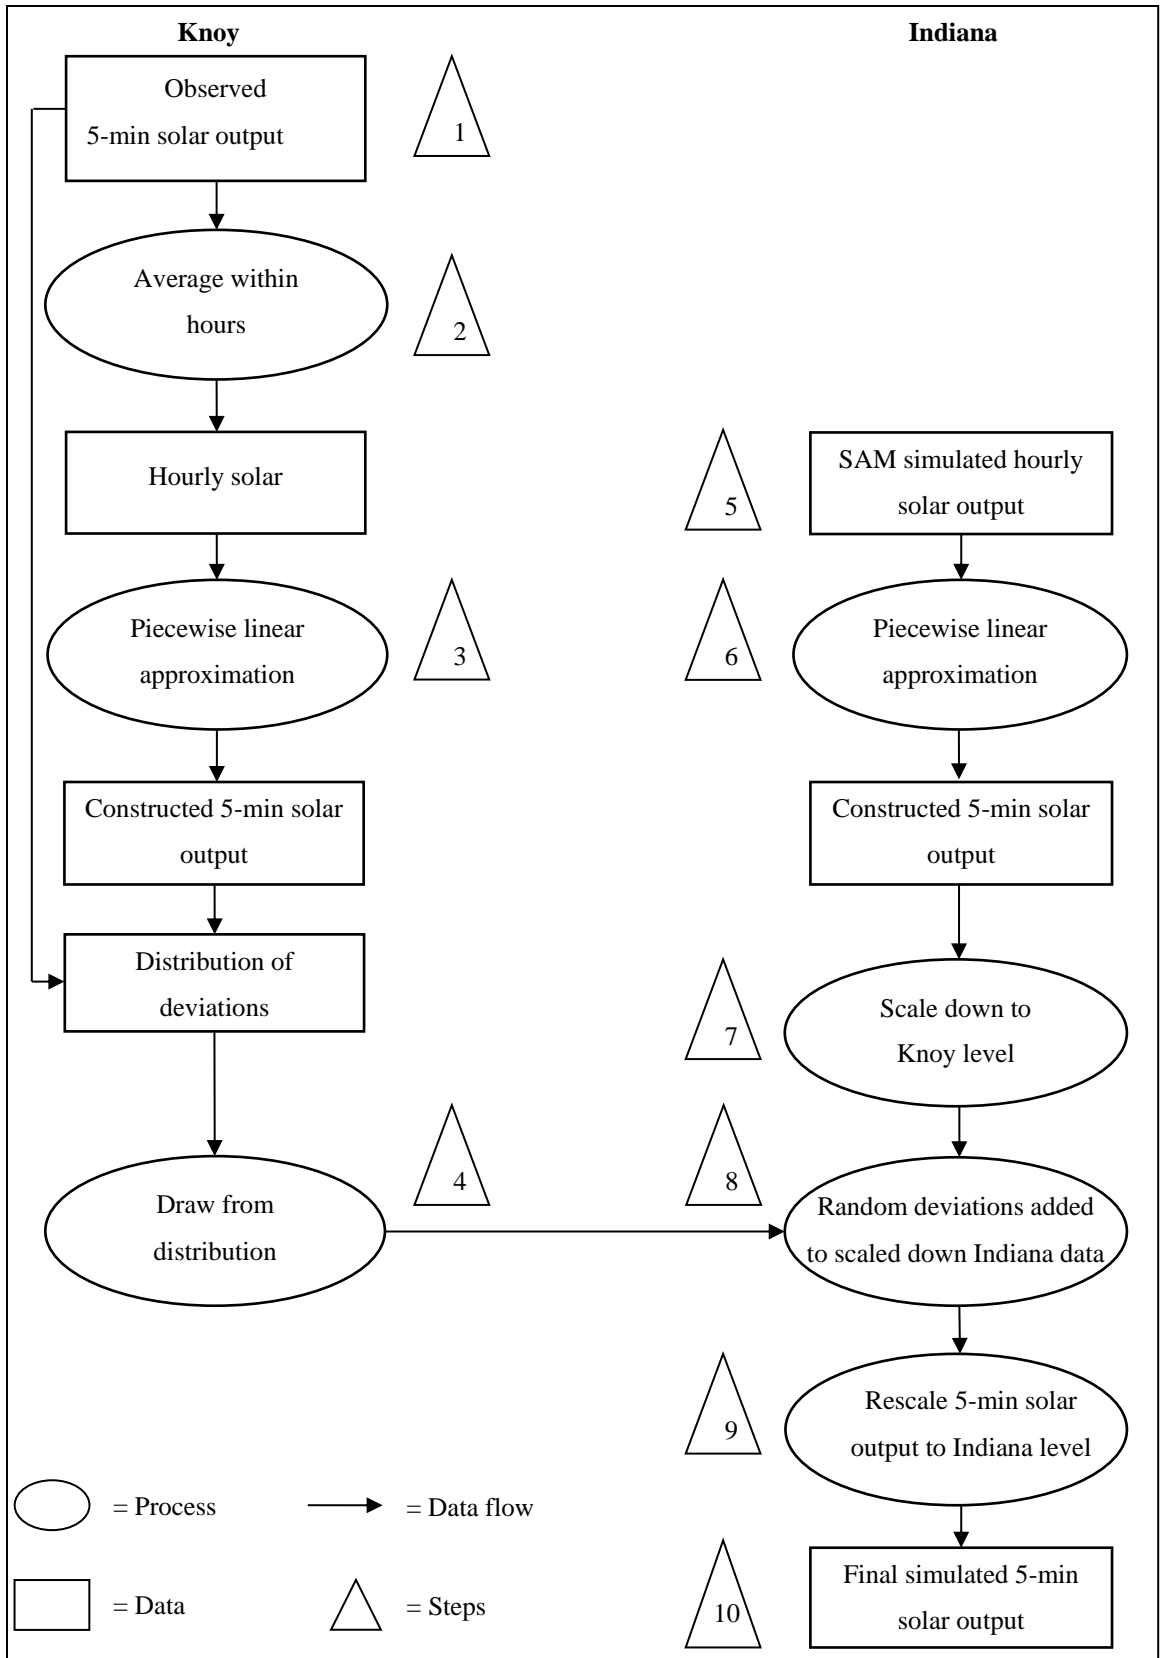 Knoy
Observed
5-min solar output
1
Average within
hours
2
Hourly solar
Piecewise linear
approximation
3
Constructed 5-min solar
output
Distribution of
deviations
Draw from
distribution
4
Indiana
SAM simulated hourly
solar output
5
Piecewise linear
approximation
6
Constructed 5-min solar
output
Scale down to
Knoy level
7
Random deviations added
to scaled down Indiana data
8
Rescale 5-min solar
output to Indiana level
9
Final simulated 5-min
solar output
10
= Process
= Data flow
= Data
= Steps